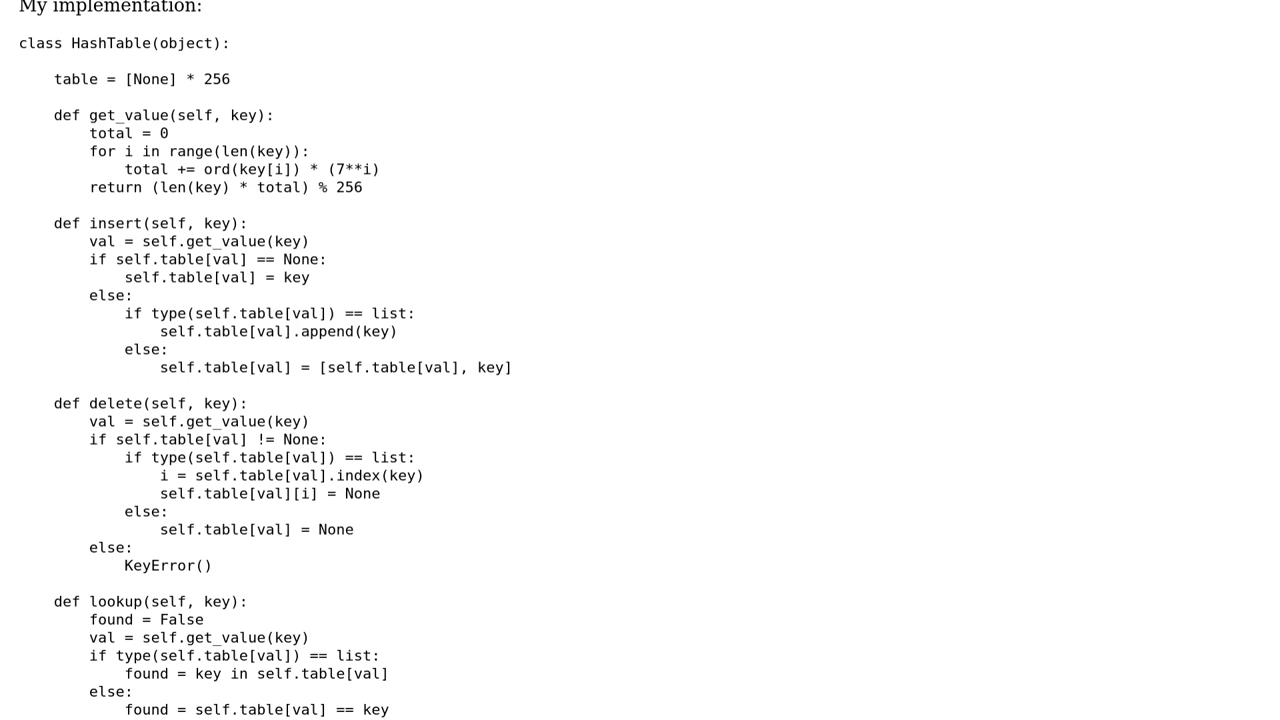 My implementation:
class HashTable(object):
    table = [None] * 256
    def get_value(self, key):
        total = 0
        for i in range(len(key)):
            total += ord(key[i]) * (7**i)
        return (len(key) * total) % 256
    def insert(self, key):
        val = self.get_value(key)
        if self.table[val] == None:
            self.table[val] = key
        else:
            if type(self.table[val]) == list:
                self.table[val].append(key)
            else:
                self.table[val] = [self.table[val], key]
    def delete(self, key):
        val = self.get_value(key)
        if self.table[val] != None:
            if type(self.table[val]) == list:
                i = self.table[val].index(key)
                self.table[val][i] = None
            else:
                self.table[val] = None
        else:
            KeyError()
    def lookup(self, key):
        found = False
        val = self.get_value(key)
        if type(self.table[val]) == list:
            found = key in self.table[val]
        else:
            found = self.table[val] == key